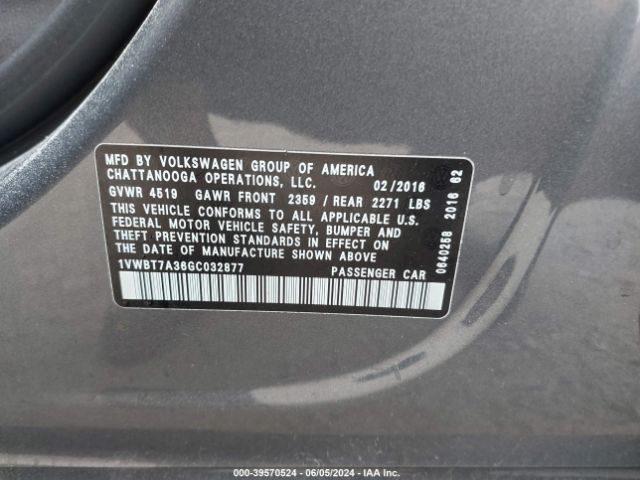 MFD BY VOLKSWAGEN GROUP OF AMERICA
CHATTANOOGA OPERATIONS, LLC. 02/2016
GVWR 4519 GAWR FRONT 2359 / REAR 2271 LBS
THIS VEHICLE CONFORMS TO ALL APPLICABLE U.S.
FEDERAL MOTOR VEHICLE SAFETY, BUMPER AND
THEFT PREVENTION STANDARDS IN EFFECT ON
THE DATE OF MANUFACTURE SHOWN ABOVE
1VWBT7A36GC032877 PASSENGER CAR
0640258 2016 62
000-39570524 - 06/05/2024 - IAA Inc.